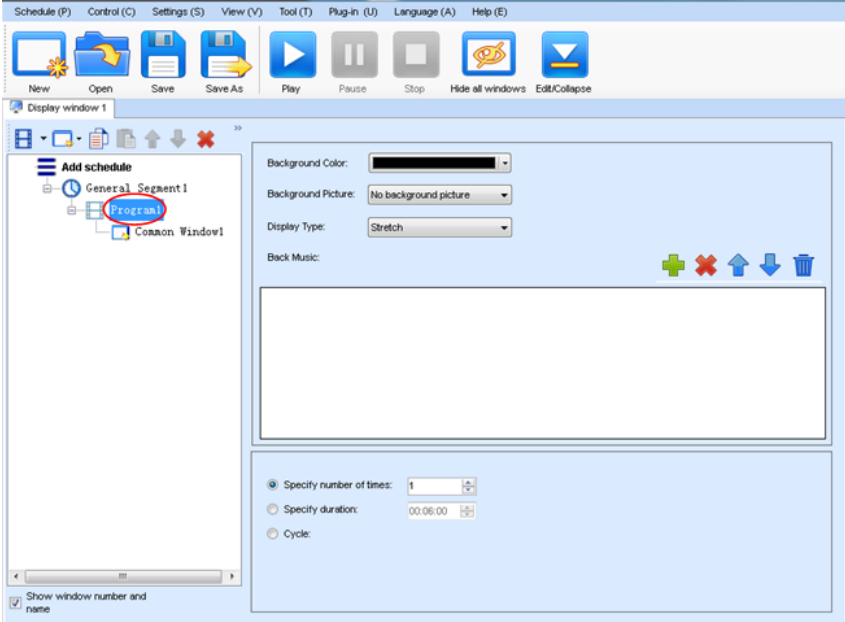 Schedule (P) Control (C) Settings (S) View (V) Tool (T) Plug-in (U) Language (A) Help (E)
New Open Save Save As Play Pause Stop Hide all windows Edit/Collapse
Display window 1
»
Add schedule
General Segment1
Program1
Common Window1
Background Color:
Background Picture: No background picture
Display Type: Stretch
Back Music:
Specify number of times: 1
Specify duration: 00:06:00
Cycle:
Show window number and
name